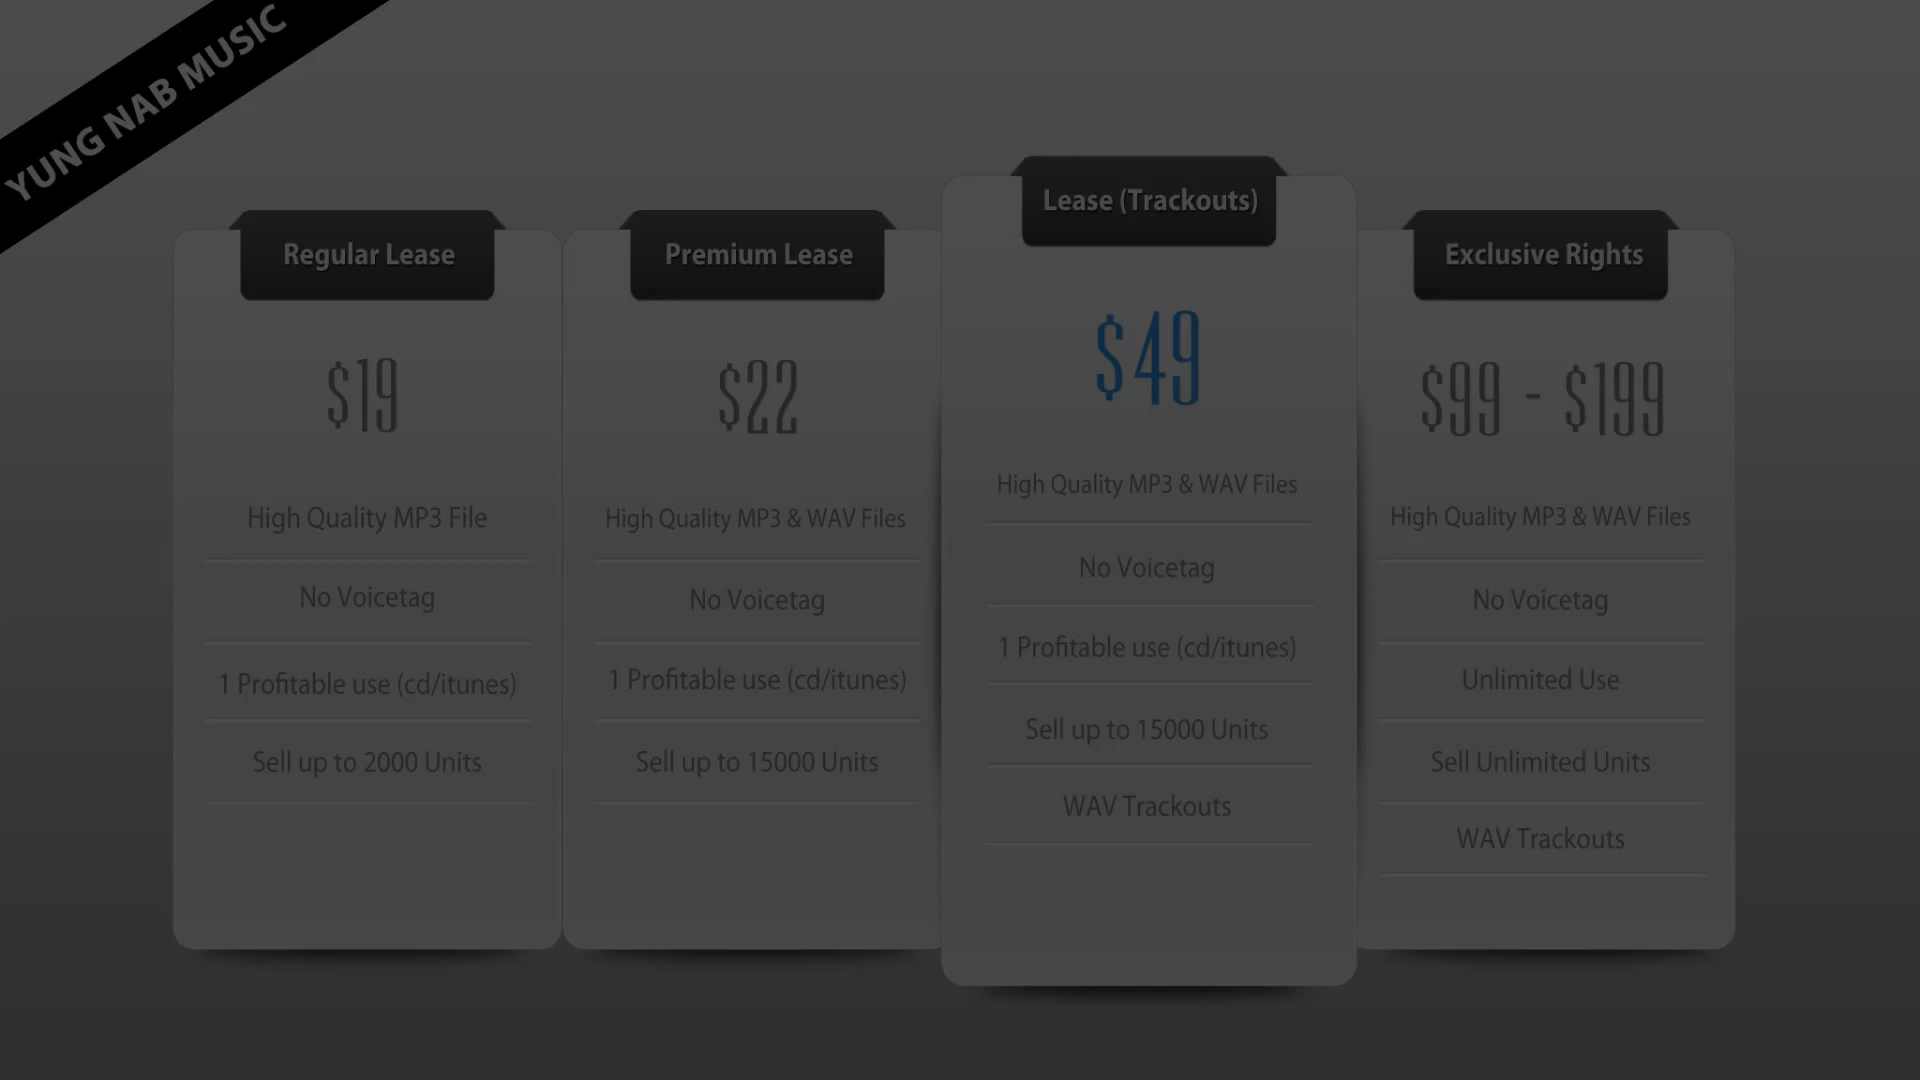 YUNG NAB MUSIC
Regular Lease
$19
High Quality MP3 File
No Voicetag
1 Profitable use (cd/itunes)
Sell up to 2000 Units
Premium Lease
$22
High Quality MP3 & WAV Files
No Voicetag
1 Profitable use (cd/itunes)
Sell up to 15000 Units
Lease (Trackouts)
$49
High Quality MP3 & WAV Files
No Voicetag
1 Profitable use (cd/itunes)
Sell up to 15000 Units
WAV Trackouts
Exclusive Rights
$99 - $199
High Quality MP3 & WAV Files
No Voicetag
Unlimited Use
Sell Unlimited Units
WAV Trackouts